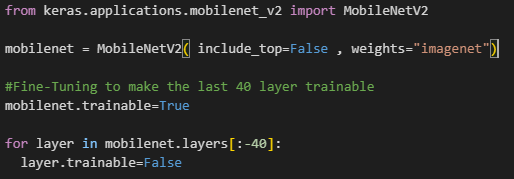 from keras.applications.mobilenet_v2 import MobileNetV2
mobilenet = MobileNetV2( include_top=False , weights="imagenet")
#Fine-Tuning to make the last 40 layer trainable
mobilenet.trainable=True
for layer in mobilenet.layers[:-40]:
  layer.trainable=False